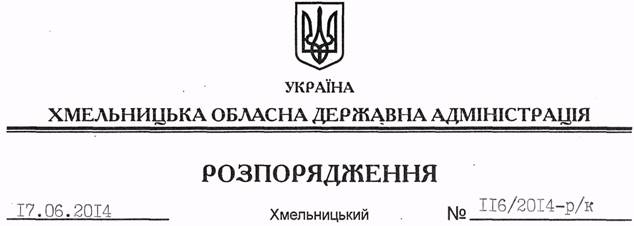 УКРАЇНА
ХМЕЛЬНИЦЬКА ОБЛАСНА ДЕРЖАВНА АДМІНІСТРАЦІЯ
РОЗПОРЯДЖЕННЯ
17.06.2014 Хмельницький № 116/2014-р/к